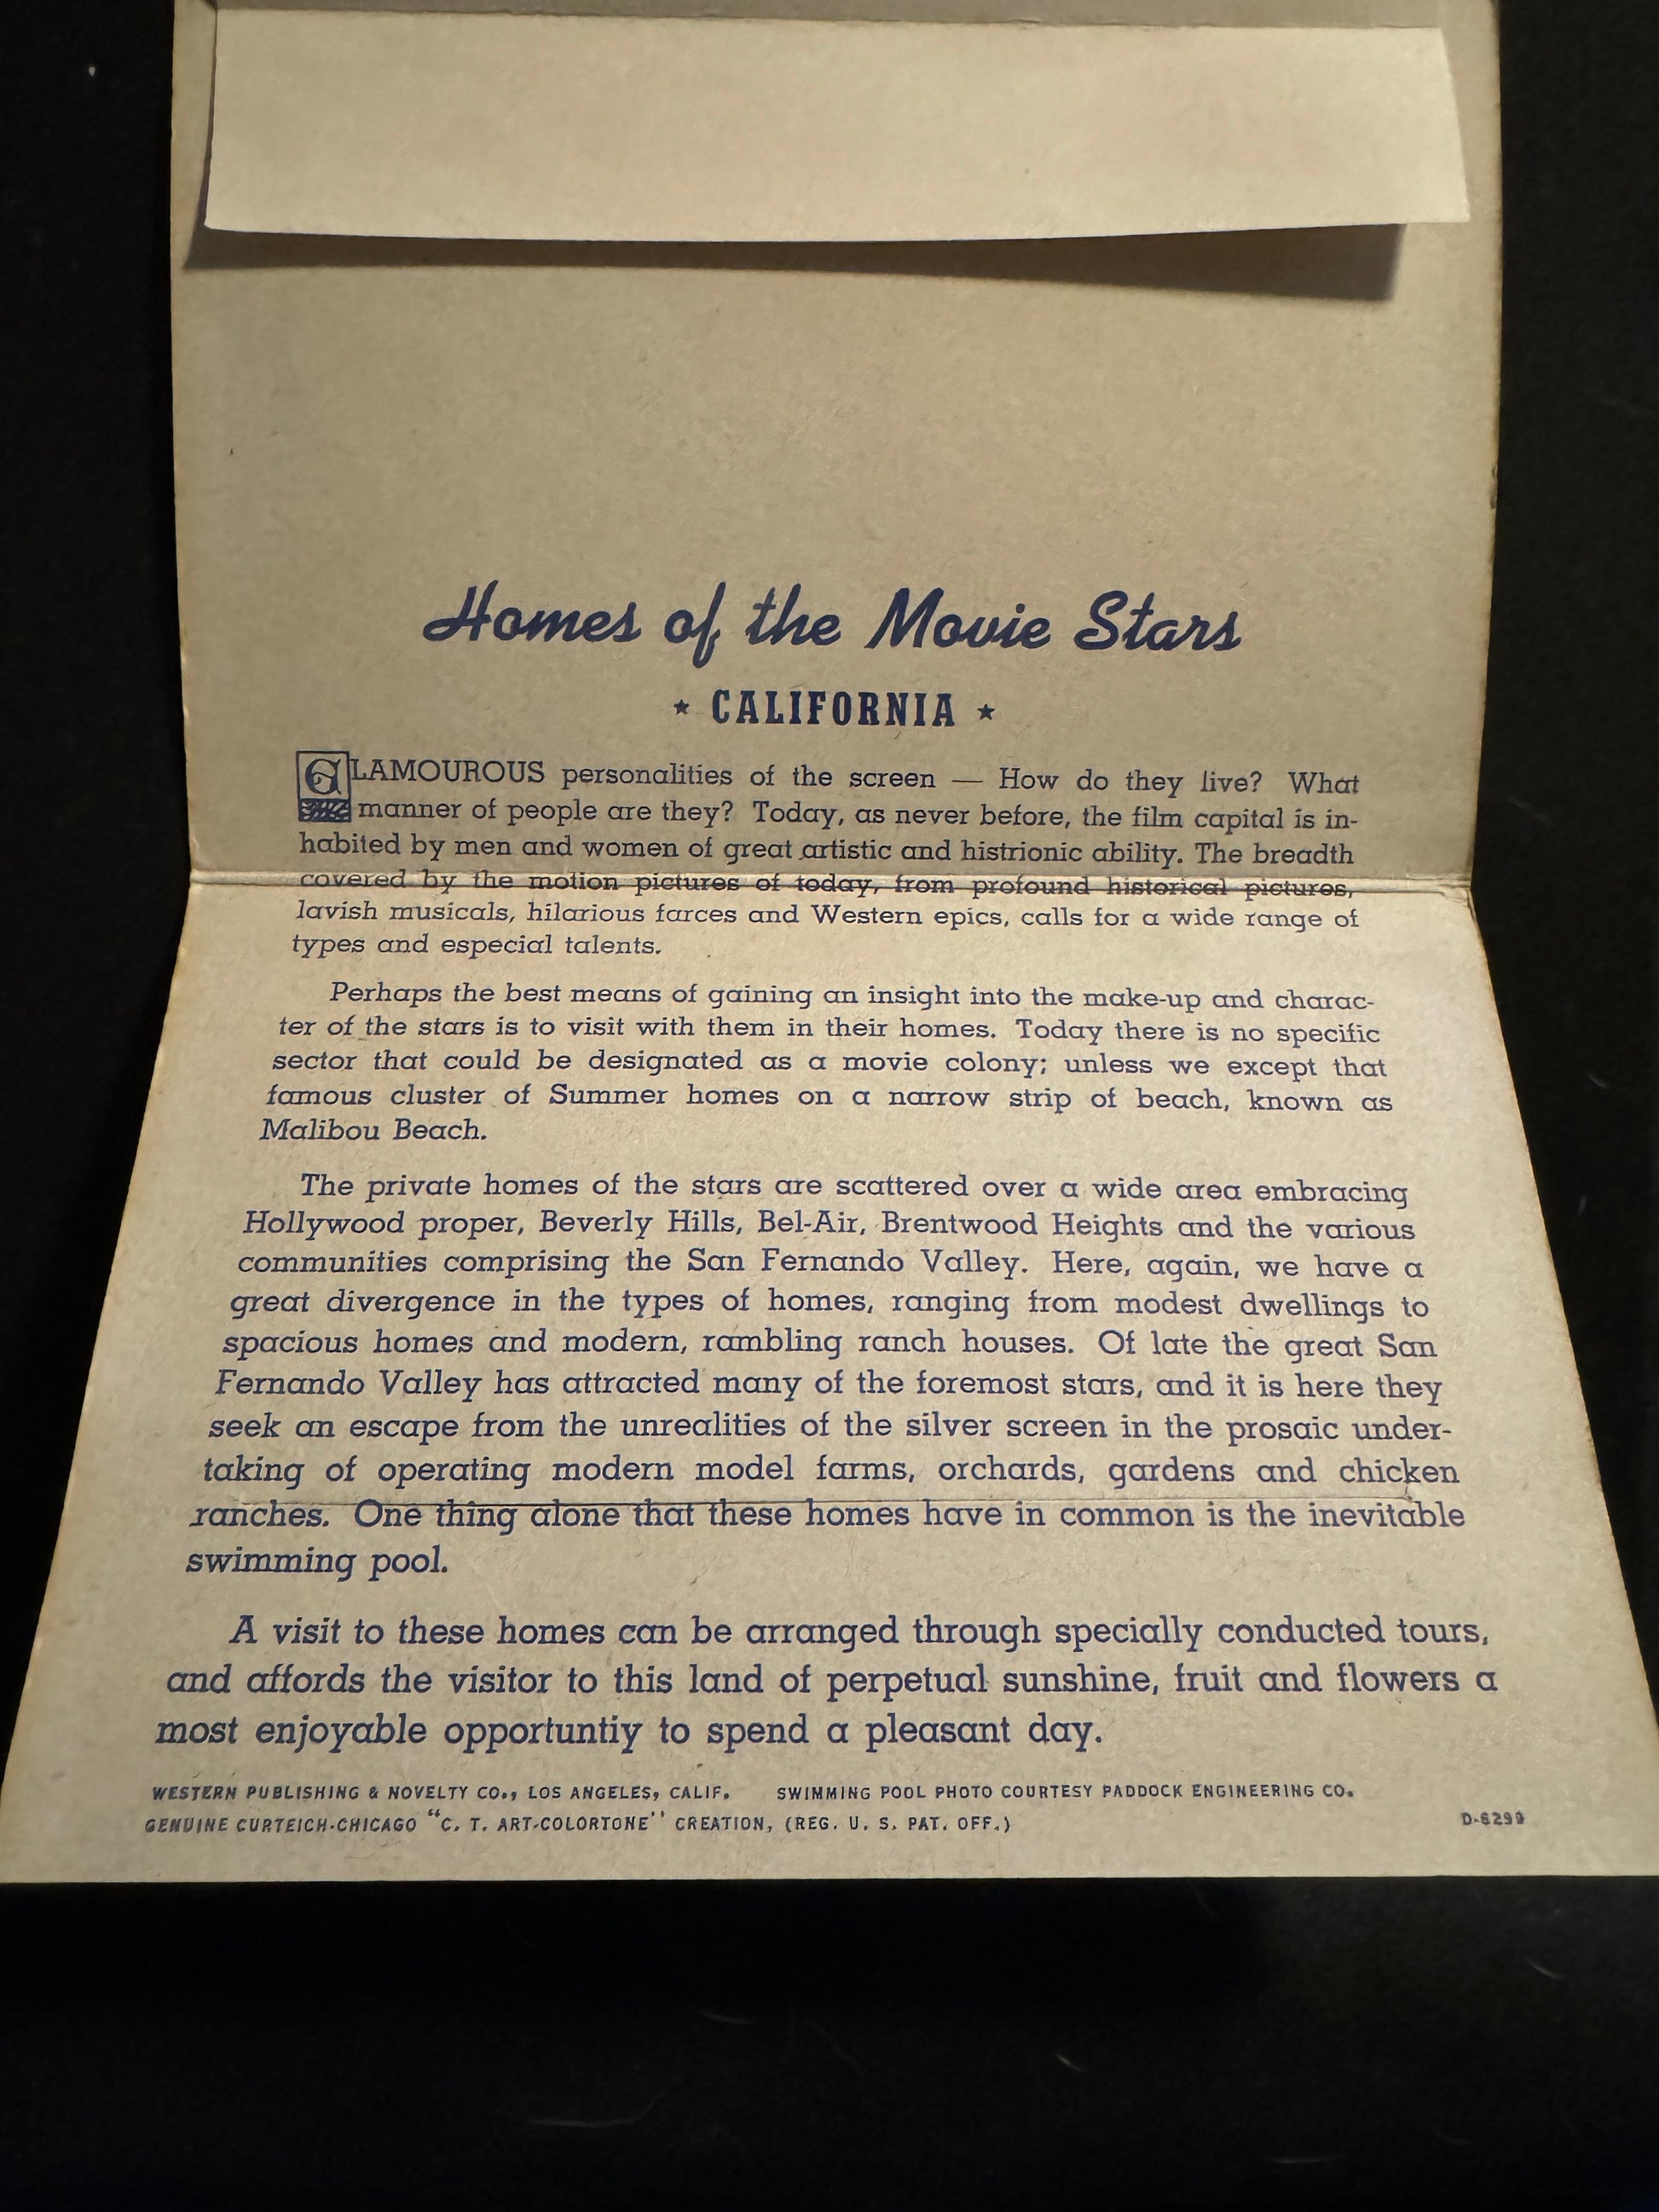 Homes of the Movie Stars
★ CALIFORNIA ★
GLAMOUROUS personalities of the screen — How do they live? What
manner of people are they? Today, as never before, the film capital is in-
habited by men and women of great artistic and histrionic ability. The breadth
covered by the motion pictures of today, from profound historical pictures,
lavish musicals, hilarious farces and Western epics, calls for a wide range of
types and especial talents.
Perhaps the best means of gaining an insight into the make-up and charac-
ter of the stars is to visit with them in their homes. Today there is no specific
sector that could be designated as a movie colony; unless we except that
famous cluster of Summer homes on a narrow strip of beach, known as
Malibou Beach.
The private homes of the stars are scattered over a wide area embracing
Hollywood proper, Beverly Hills, Bel-Air, Brentwood Heights and the various
communities comprising the San Fernando Valley. Here, again, we have a
great divergence in the types of homes, ranging from modest dwellings to
spacious homes and modern, rambling ranch houses. Of late the great San
Fernando Valley has attracted many of the foremost stars, and it is here they
seek an escape from the unrealities of the silver screen in the prosaic under-
taking of operating modern model farms, orchards, gardens and chicken
ranches. One thing alone that these homes have in common is the inevitable
swimming pool.
A visit to these homes can be arranged through specially conducted tours,
and affords the visitor to this land of perpetual sunshine, fruit and flowers a
most enjoyable opportuntiy to spend a pleasant day.
WESTERN PUBLISHING & NOVELTY CO., LOS ANGELES, CALIF. SWIMMING POOL PHOTO COURTESY PADDOCK ENGINEERING CO.
GENUINE CURTEICH-CHICAGO "C. T. ART-COLORTONE" CREATION, (REG. U. S. PAT. OFF.) D-6299